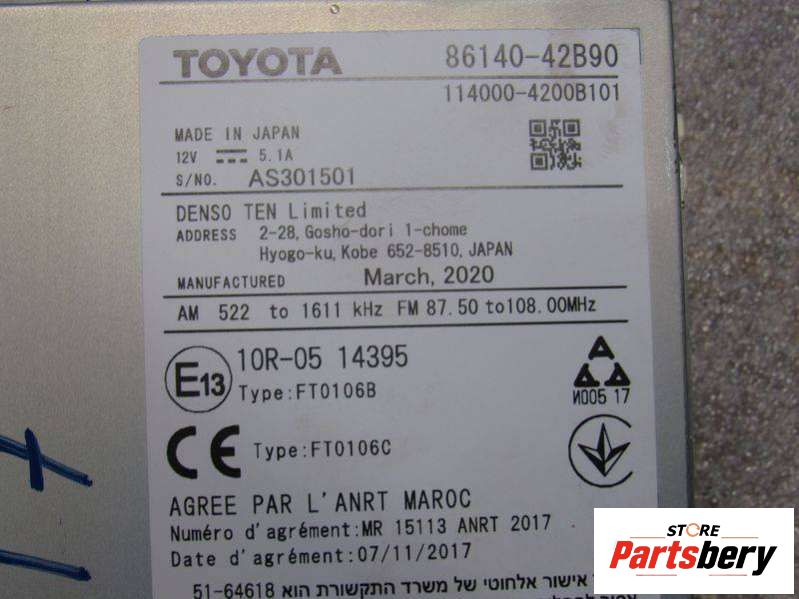 TOYOTA 86140-42B90
114000-4200B101
MADE IN JAPAN
12V 5.1A
S/NO. AS301501
DENSO TEN Limited
ADDRESS 2-28, Gosho-dori 1-chome
Hyogo-ku, Kobe 652-8510, JAPAN
MANUFACTURED March, 2020
AM 522 to 1611 kHz FM 87.50 to 108.00MHz
E13 10R-05 14395
Type:FT0106B
И005 17
CE Type:FT0106C
AGREE PAR L'ANRT MAROC
Numéro d'agrément:MR 15113 ANRT 2017
Date d'agrément:07/11/2017
אישור אלחוטי של משרד התקשורת הוא 51-64618
STORE
Partsbery